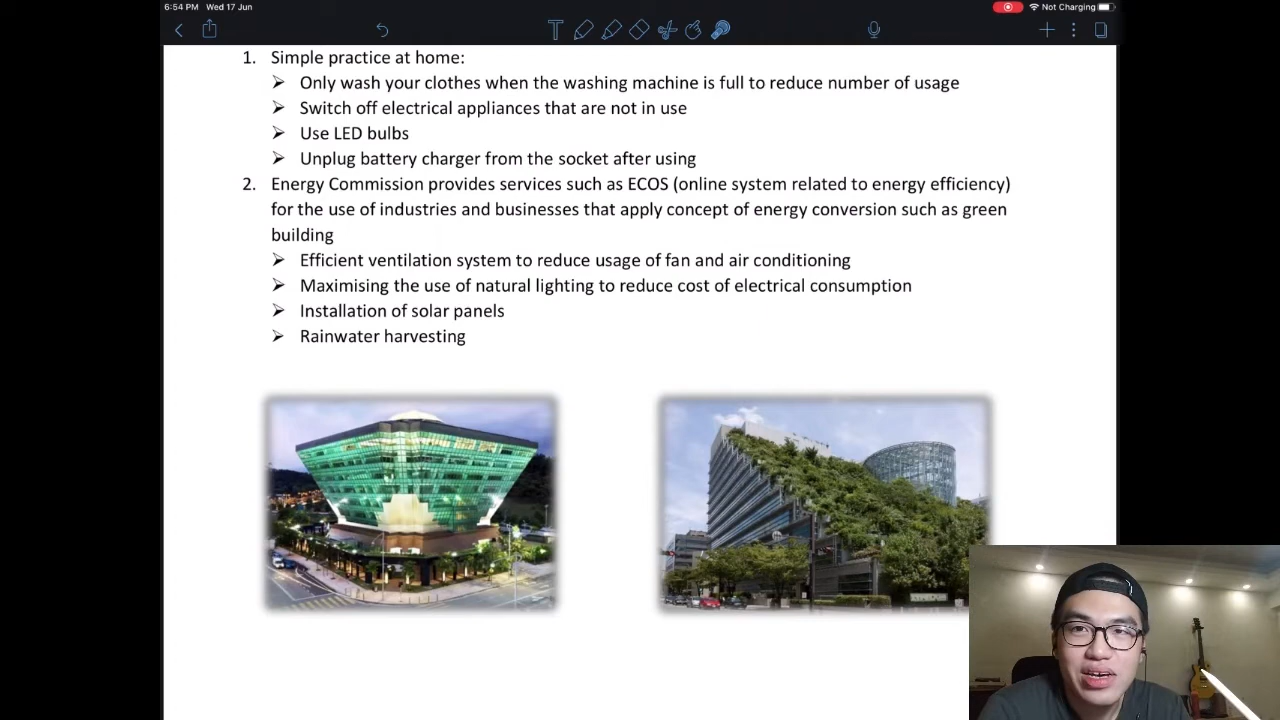 6:54 PM Wed 17 Jun
Not Charging
1. Simple practice at home:
➢ Only wash your clothes when the washing machine is full to reduce number of usage
➢ Switch off electrical appliances that are not in use
➢ Use LED bulbs
➢ Unplug battery charger from the socket after using
2. Energy Commission provides services such as ECOS (online system related to energy efficiency)
for the use of industries and businesses that apply concept of energy conversion such as green
building
➢ Efficient ventilation system to reduce usage of fan and air conditioning
➢ Maximising the use of natural lighting to reduce cost of electrical consumption
➢ Installation of solar panels
➢ Rainwater harvesting